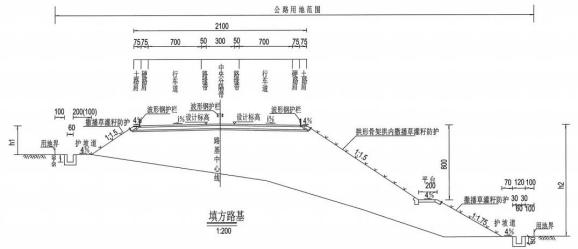 公路用地范围
2100
75 75 700 50 300 50 700 75 75
土路肩 硬路肩 行车道 路缘带 中央分隔带 路缘带 行车道 硬路肩 土路肩
波形钢护栏 波形钢护栏 波形钢护栏
设计标高 设计标高
4% i% i% 4%
100 200(100)
60
撒播草灌秆防护
1:1.5
h1
用地界 护坡道
4%
路基中心线
拱形骨架拱内撒播草灌秆防护
1:1.5
800
h2
平台
200
4%
撒播草灌秆防护
1:1.75
70 120 100
30 30
60 100
护坡道
4%
用地界
填方路基
1:200